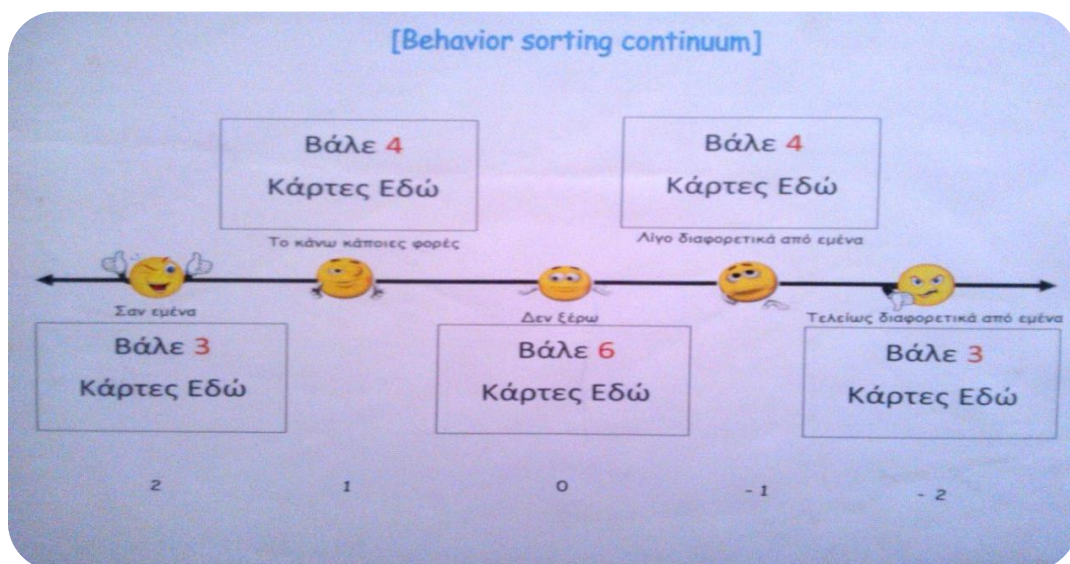 [Behavior sorting continuum]
Βάλε 4
Κάρτες Εδώ
Το κάνω κάποιες φορές
Βάλε 4
Κάρτες Εδώ
Λίγο διαφορετικά από εμένα
Σαν εμένα
Βάλε 3
Κάρτες Εδώ
Δεν ξέρω
Βάλε 6
Κάρτες Εδώ
Τελείως διαφορετικά από εμένα
Βάλε 3
Κάρτες Εδώ
2 1 0 - 1 - 2